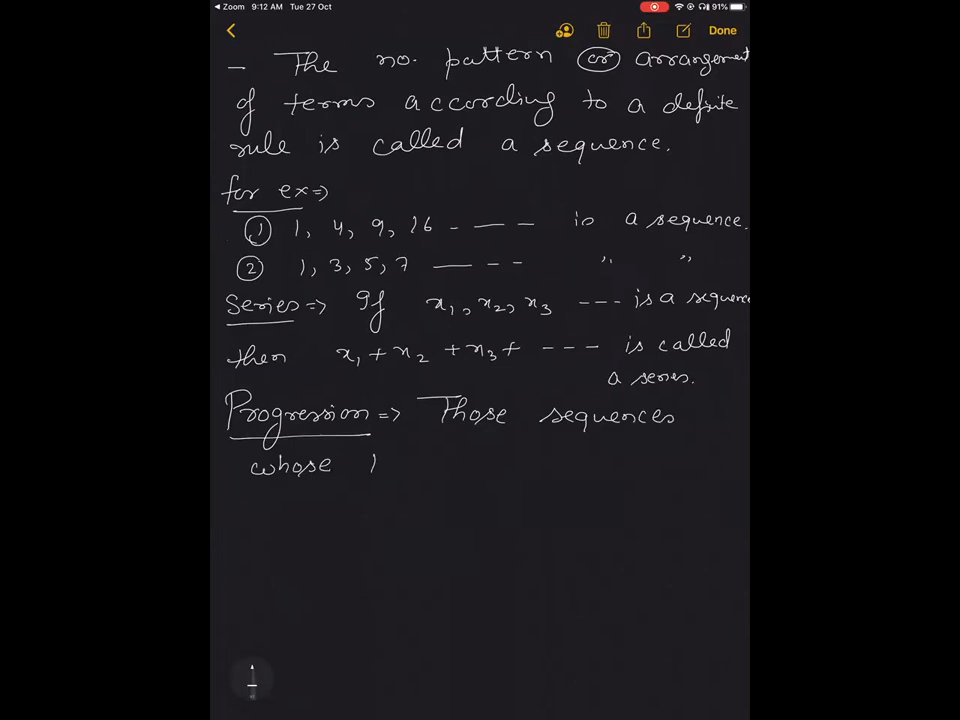 Zoom 9:12 AM Tue 27 Oct 91%
Done
- The no. pattern or arrangement
of terms according to a definite
rule is called a sequence.
for ex⇒
1 1, 4, 9, 16 - — - is a sequence.
2 1, 3, 5, 7 — - - " "
Series ⇒ If x₁, x₂, x₃ --- is a sequence
then x₁ + x₂ + x₃ + ---- is called
a series.
Progression ⇒ Those sequences
whose